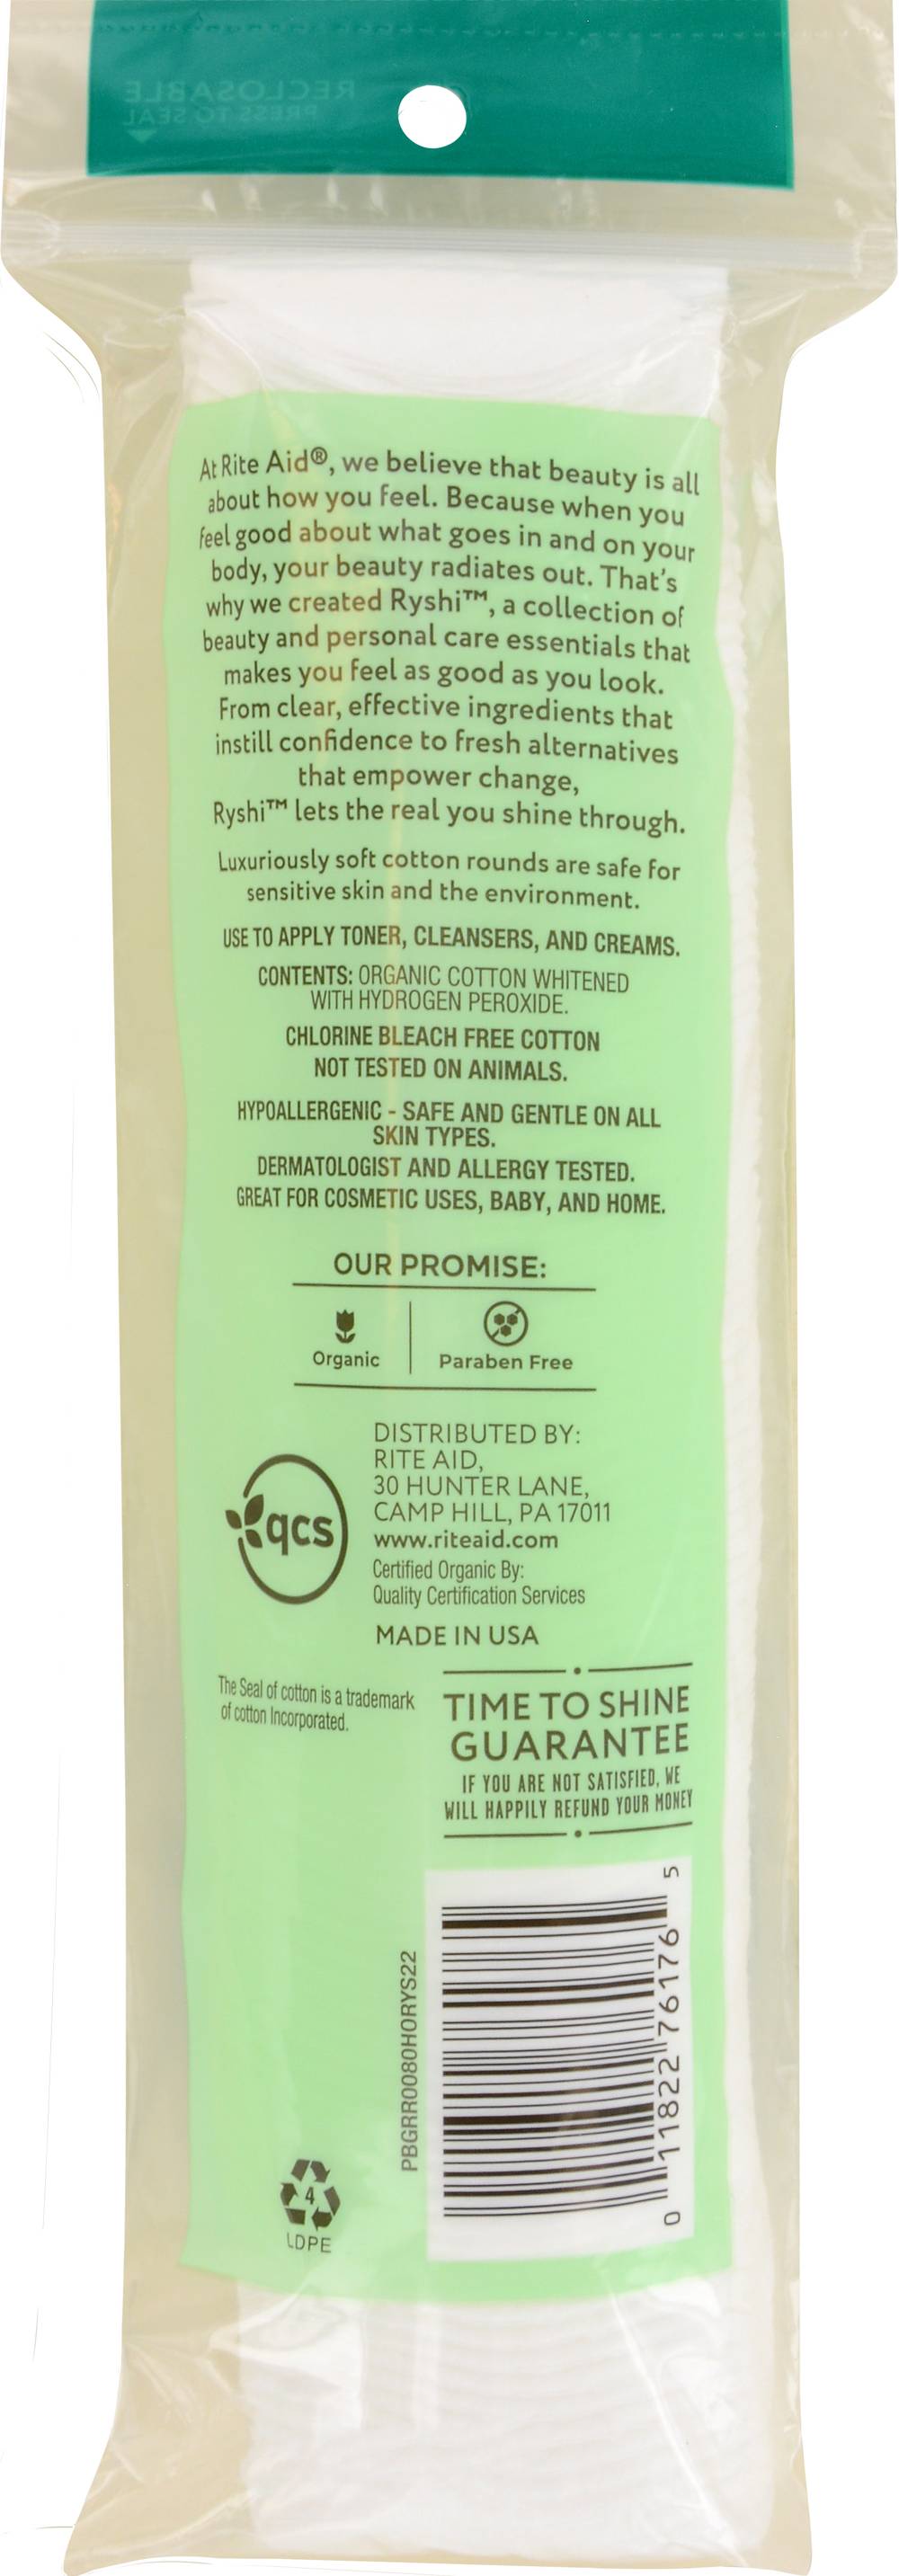 RECLOSABLE
PRESS TO SEAL
At Rite Aid®, we believe that beauty is all
about how you feel. Because when you
feel good about what goes in and on your
body, your beauty radiates out. That's
why we created Ryshi™, a collection of
beauty and personal care essentials that
makes you feel as good as you look.
From clear, effective ingredients that
instill confidence to fresh alternatives
that empower change,
Ryshi™ lets the real you shine through.
Luxuriously soft cotton rounds are safe for
sensitive skin and the environment.
USE TO APPLY TONER, CLEANSERS, AND CREAMS.
CONTENTS: ORGANIC COTTON WHITENED
WITH HYDROGEN PEROXIDE.
CHLORINE BLEACH FREE COTTON
NOT TESTED ON ANIMALS.
HYPOALLERGENIC - SAFE AND GENTLE ON ALL
SKIN TYPES.
DERMATOLOGIST AND ALLERGY TESTED.
GREAT FOR COSMETIC USES, BABY, AND HOME.
OUR PROMISE:
Organic
Paraben Free
DISTRIBUTED BY:
RITE AID,
30 HUNTER LANE,
CAMP HILL, PA 17011
www.riteaid.com
qcs
Certified Organic By:
Quality Certification Services
MADE IN USA
The Seal of cotton is a trademark
of cotton Incorporated.
TIME TO SHINE
GUARANTEE
IF YOU ARE NOT SATISFIED, WE
WILL HAPPILY REFUND YOUR MONEY
PBGRR0080HORYS22
0 11822 76176 5
4
LDPE